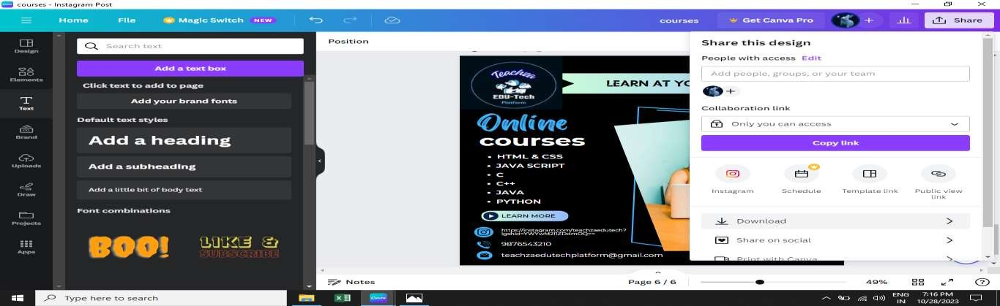 courses - Instagram Post
Home
File
Magic Switch NEW
courses
Get Canva Pro
Share
Design
Elements
Text
Brand
Uploads
Draw
Projects
Apps
Search text
Add a text box
Click text to add to page
Add your brand fonts
Default text styles
Add a heading
Add a subheading
Add a little bit of body text
Font combinations
BOO!
LIKE &
SUBSCRIBE
Position
Teachza
EDU-Tech
Platform
LEARN AT YO
Online
courses
• HTML & CSS
• JAVA SCRIPT
• C
• C++
• JAVA
• PYTHON
LEARN MORE
https://instagram.com/teachzaedutech?
9876543210
teachzaedutechplatform@gmail.com
Share this design
People with access Edit
Add people, groups, or your team
Collaboration link
Only you can access
Copy link
Instagram
Schedule
Template link
Public view
link
Download
Share on social
Print with Canva
Notes
Page 6 / 6
49%
Type here to search
ENG
IN
7:16 PM
10/28/2023